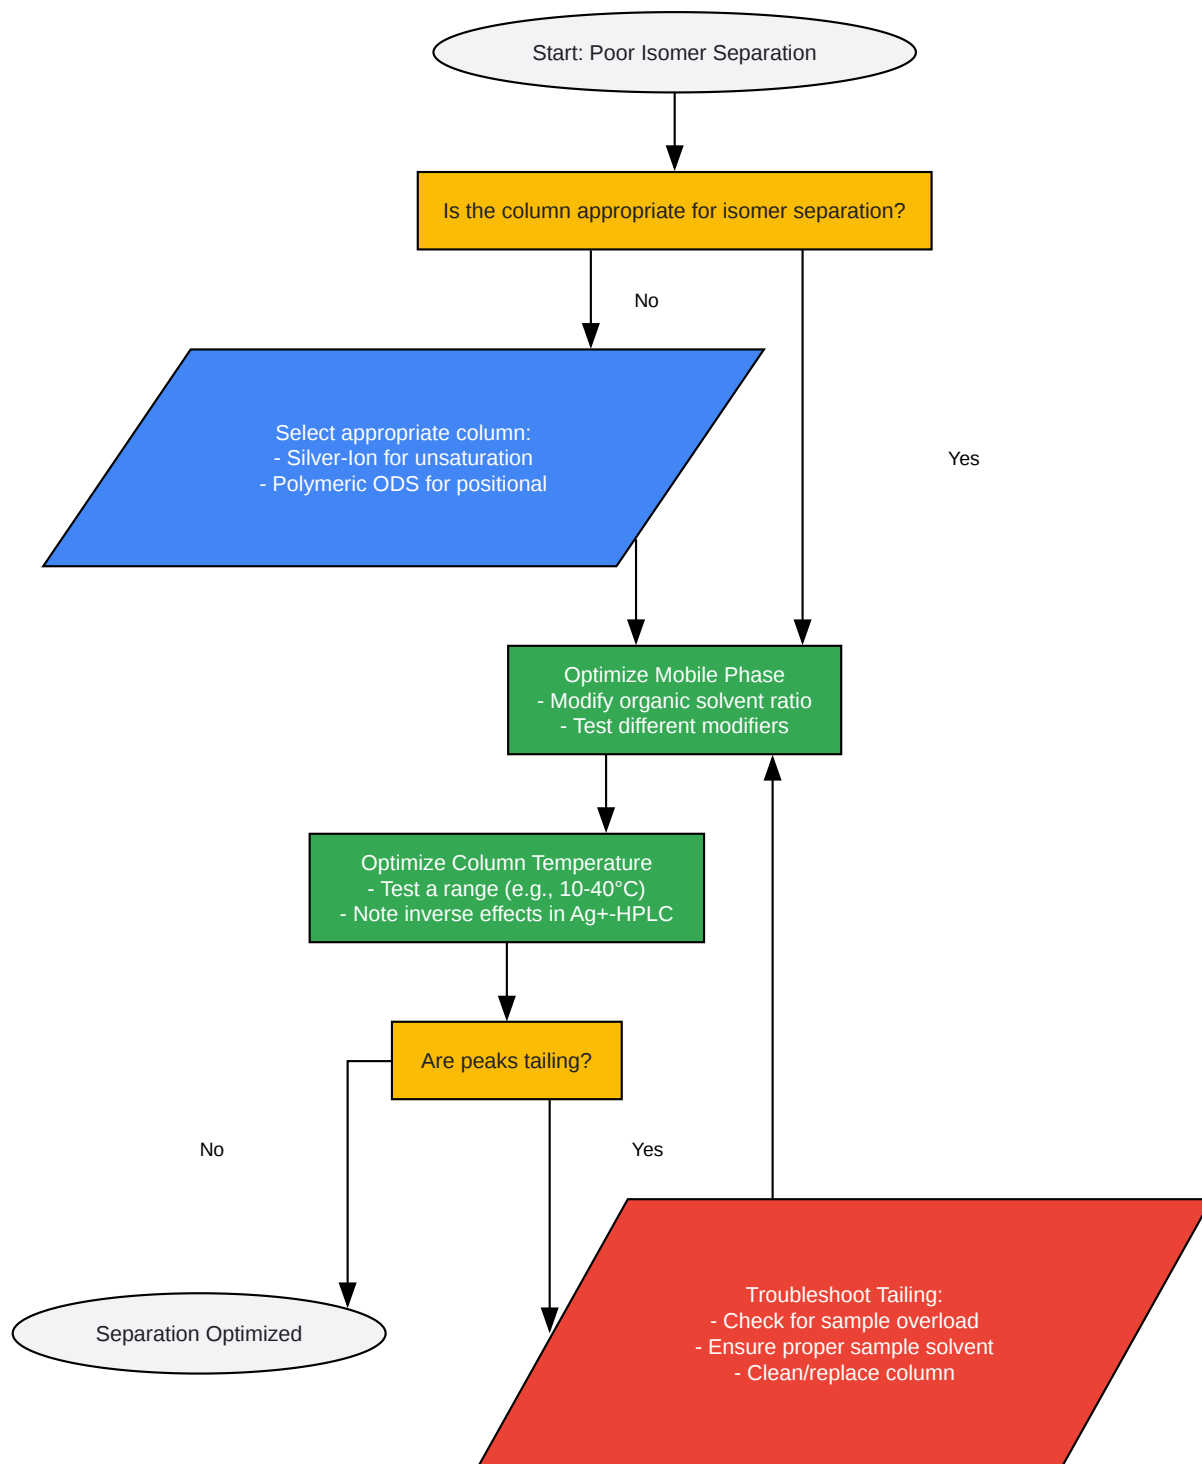 Start: Poor Isomer Separation
Is the column appropriate for isomer separation?
No
Select appropriate column:
- Silver-Ion for unsaturation
- Polymeric ODS for positional
Yes
Optimize Mobile Phase
- Modify organic solvent ratio
- Test different modifiers
Optimize Column Temperature
- Test a range (e.g., 10-40°C)
- Note inverse effects in Ag+-HPLC
Are peaks tailing?
No
Yes
Separation Optimized
Troubleshoot Tailing:
- Check for sample overload
- Ensure proper sample solvent
- Clean/replace column